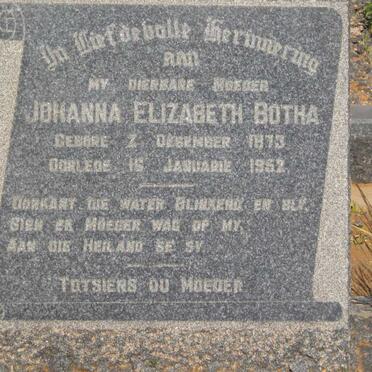 In Liefdevolle Herinnering
AAN
MY DIERBARE MOEDER
JOHANNA ELIZABETH BOTHA
GEBORE 2 DESEMBER 1873
OORLEDE 16 JANUARIE 1952
OORKANT DIE WATER BLINKEND EN BLY,
SIEN EK MOEDER WAG OP MY,
AAN DIE HEILAND SE SY
TOTSIENS OU MOEDER